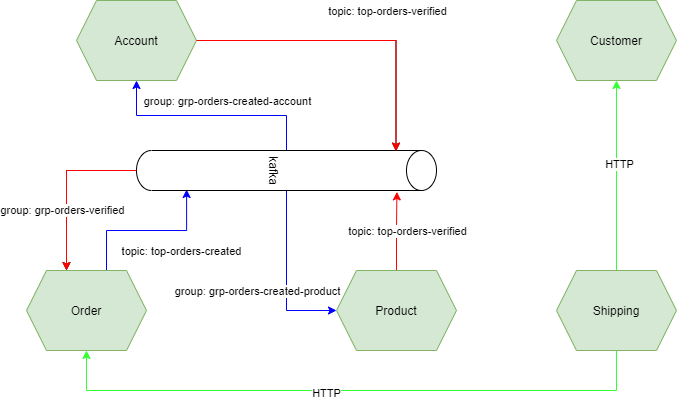 topic: top-orders-verified
Account
Customer
group: grp-orders-created-account
kafka
HTTP
group: grp-orders-verified
topic: top-orders-verified
topic: top-orders-created
group: grp-orders-created-product
Order
Product
Shipping
HTTP